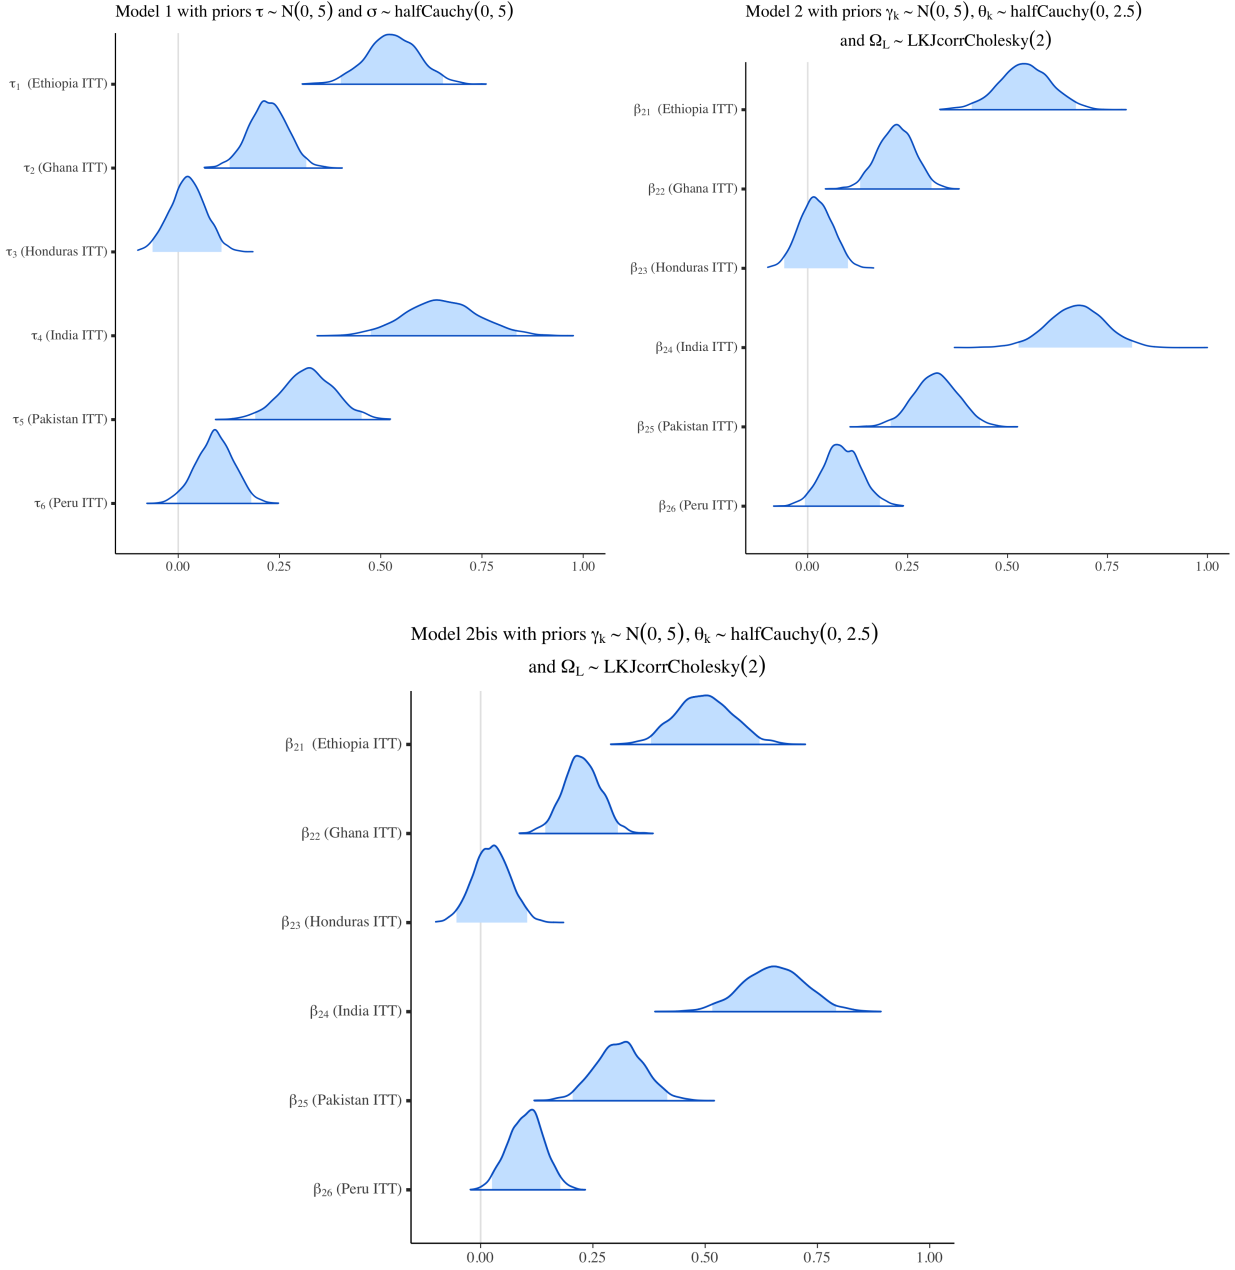 Model 1 with priors τ ~ N(0, 5) and σ ~ halfCauchy(0, 5)
τ₁ (Ethiopia ITT)
τ₂ (Ghana ITT)
τ₃ (Honduras ITT)
τ₄ (India ITT)
τ₅ (Pakistan ITT)
τ₆ (Peru ITT)
0.00 0.25 0.50 0.75 1.00
Model 2 with priors γₖ ~ N(0, 5), θₖ ~ halfCauchy(0, 2.5)
and Ω_L ~ LKJcorrCholesky(2)
β₂₁ (Ethiopia ITT)
β₂₂ (Ghana ITT)
β₂₃ (Honduras ITT)
β₂₄ (India ITT)
β₂₅ (Pakistan ITT)
β₂₆ (Peru ITT)
0.00 0.25 0.50 0.75 1.00
Model 2bis with priors γₖ ~ N(0, 5), θₖ ~ halfCauchy(0, 2.5)
and Ω_L ~ LKJcorrCholesky(2)
β₂₁ (Ethiopia ITT)
β₂₂ (Ghana ITT)
β₂₃ (Honduras ITT)
β₂₄ (India ITT)
β₂₅ (Pakistan ITT)
β₂₆ (Peru ITT)
0.00 0.25 0.50 0.75 1.00